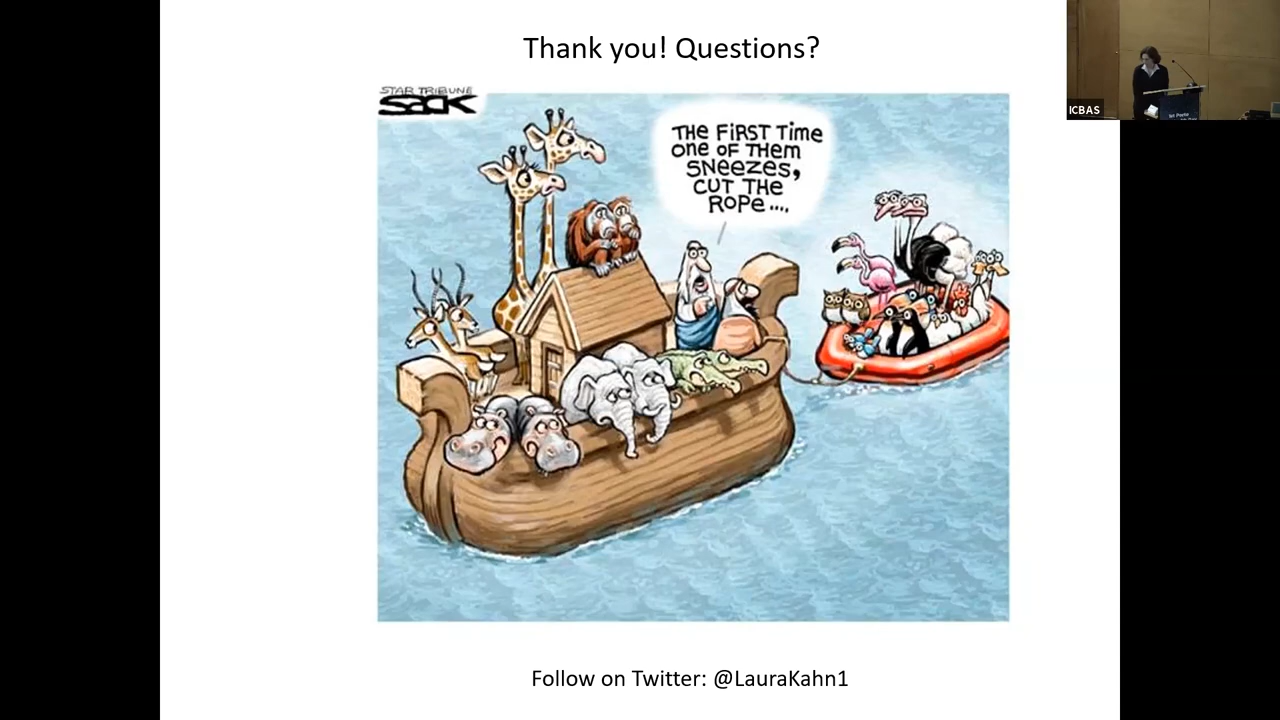 Thank you! Questions?
STAR TRIBUNE
SACK
THE FIRST TIME
ONE OF THEM
SNEEZES,
CUT THE
ROPE....
ICBAS
Follow on Twitter: @LauraKahn1